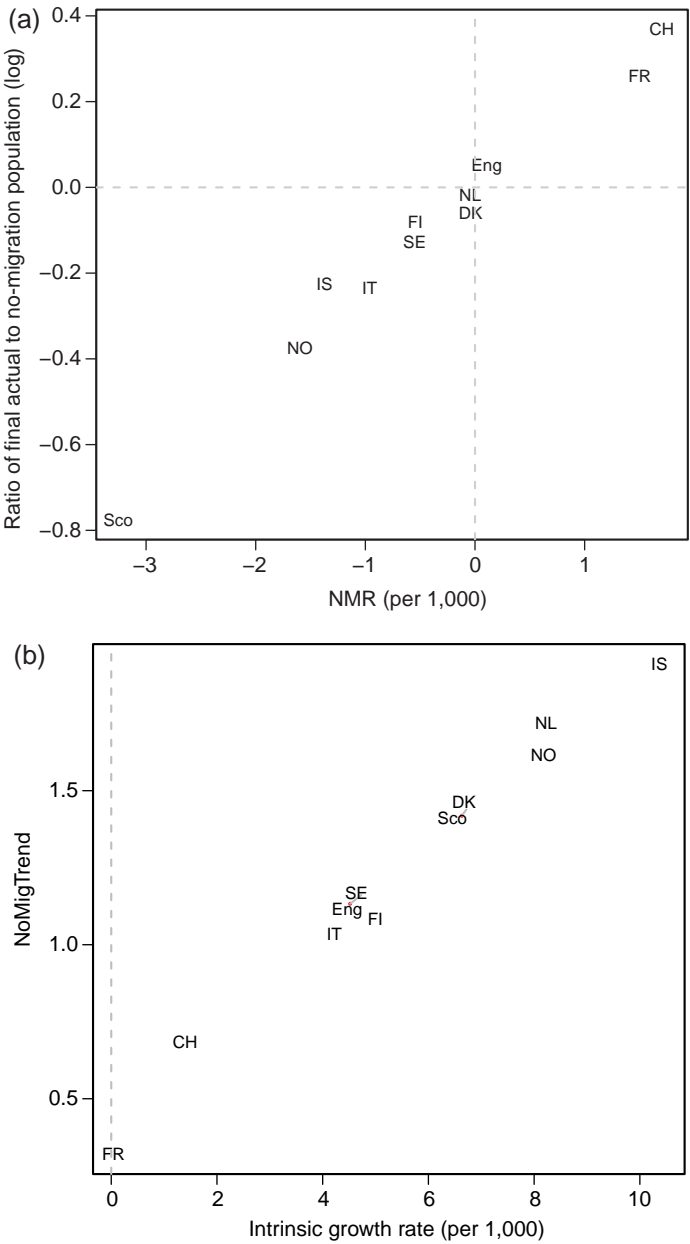 (a)
Ratio of final actual to no-migration population (log)
0.4
0.2
0.0
−0.2
−0.4
−0.6
−0.8
CH
FR
Eng
NL
DK
FI
SE
IS
IT
NO
Sco
−3
−2
−1
0
1
NMR (per 1,000)
(b)
NoMigTrend
1.5
1.0
0.5
IS
NL
NO
DK
Sco
SE
Eng
FI
IT
CH
FR
0
2
4
6
8
10
Intrinsic growth rate (per 1,000)